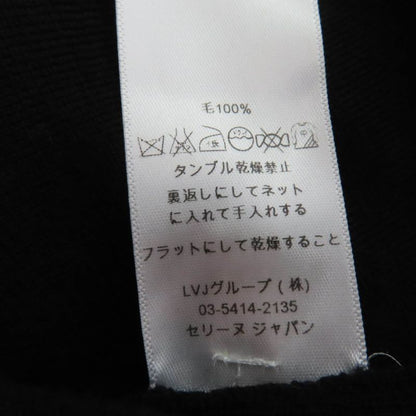 毛100%
タンブル乾燥禁止
裏返しにしてネット
に入れて手入れする
フラットにして乾燥すること
LVJグループ(株)
03-5414-2135
セリーヌ ジャパン